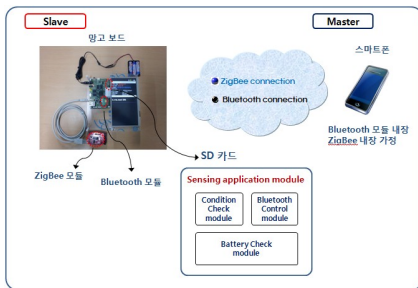 Slave
Master
망고 보드
스마트폰
ZigBee connection
Bluetooth connection
Bluetooth 모듈 내장
ZigBee 내장 가정
SD 카드
ZigBee 모듈
Bluetooth 모듈
Sensing application module
Condition
Check
module
Bluetooth
Control
module
Battery Check
module